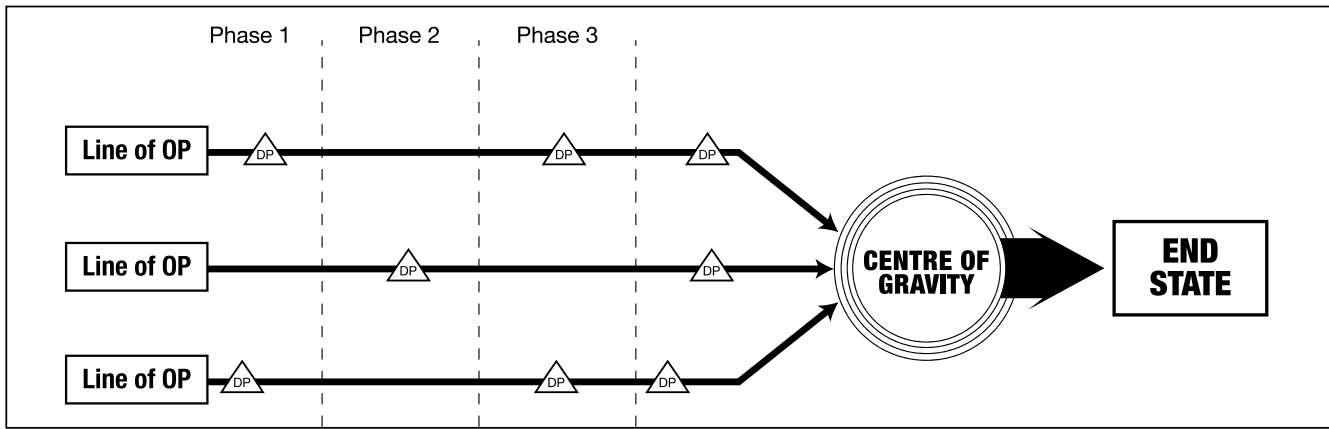 Phase 1 Phase 2 Phase 3
Line of OP DP DP DP
Line of OP DP DP
Line of OP DP DP DP
CENTRE OF
GRAVITY
END
STATE